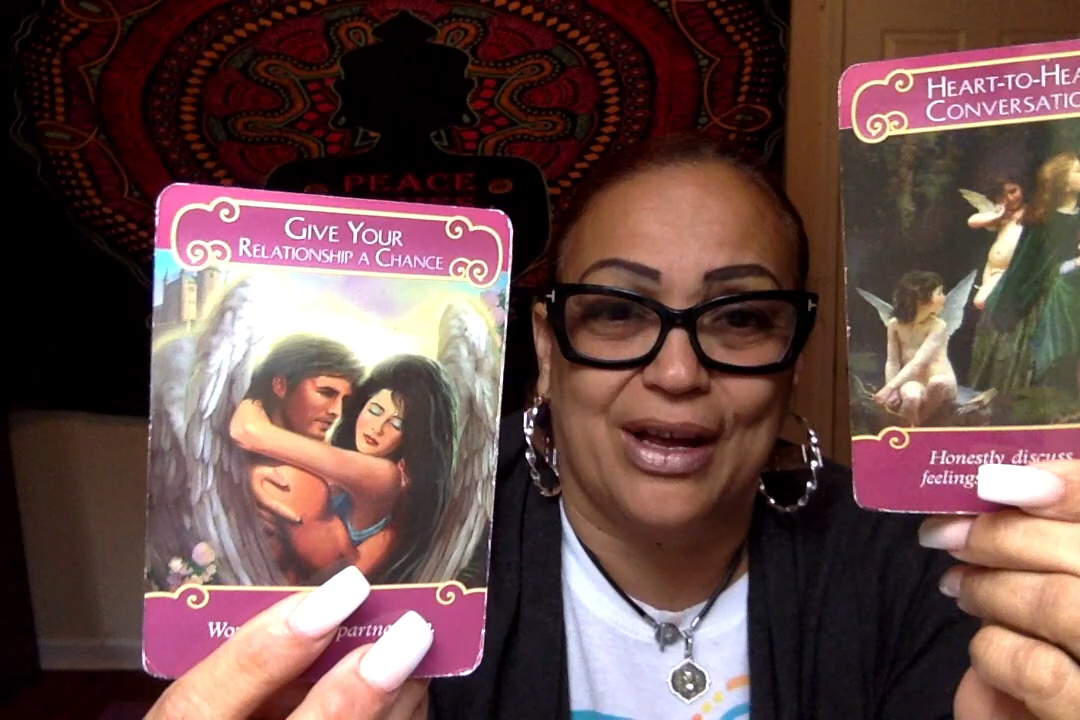 PEACE
GIVE YOUR
RELATIONSHIP A CHANCE
HEART-TO-HEA
CONVERSATIO
Honestly discuss
feelings